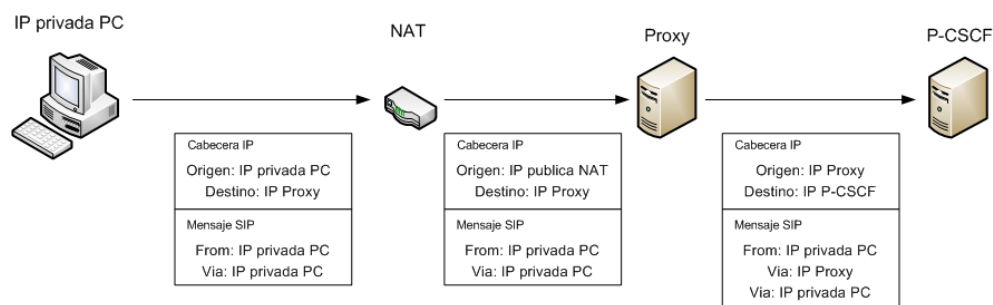 IP privada PC
NAT
Proxy
P-CSCF
Cabecera IP
Origen: IP privada PC
Destino: IP Proxy
Mensaje SIP
From: IP privada PC
Via: IP privada PC
Cabecera IP
Origen: IP publica NAT
Destino: IP Proxy
Mensaje SIP
From: IP privada PC
Via: IP privada PC
Cabecera IP
Origen: IP Proxy
Destino: IP P-CSCF
Mensaje SIP
From: IP privada PC
Via: IP Proxy
Via: IP privada PC